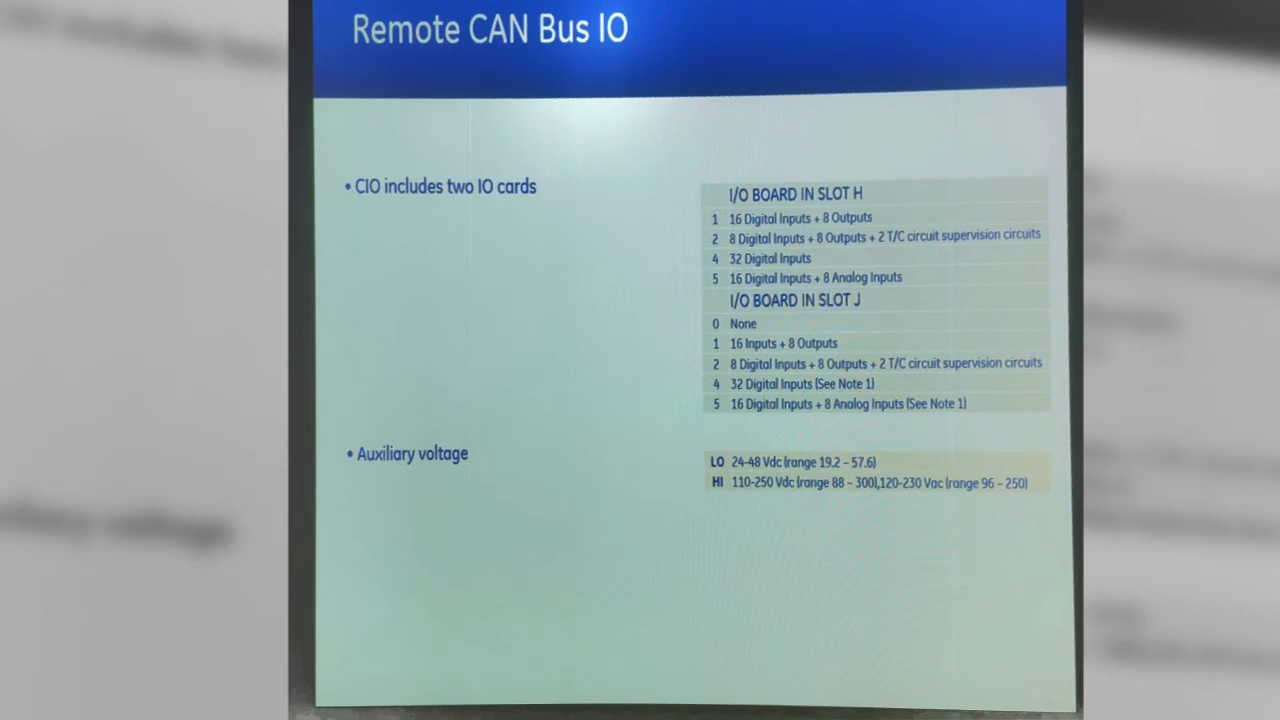 Remote CAN Bus IO
• CIO includes two IO cards
I/O BOARD IN SLOT H
1 16 Digital Inputs + 8 Outputs
2 8 Digital Inputs + 8 Outputs + 2 T/C circuit supervision circuits
4 32 Digital Inputs
5 16 Digital Inputs + 8 Analog Inputs
I/O BOARD IN SLOT J
0 None
1 16 Inputs + 8 Outputs
2 8 Digital Inputs + 8 Outputs + 2 T/C circuit supervision circuits
4 32 Digital Inputs (See Note 1)
5 16 Digital Inputs + 8 Analog Inputs (See Note 1)
• Auxiliary voltage
LO 24-48 Vdc (range 19.2 – 57.6)
HI 110-250 Vdc (range 88 – 300),120-230 Vac (range 96 – 250)